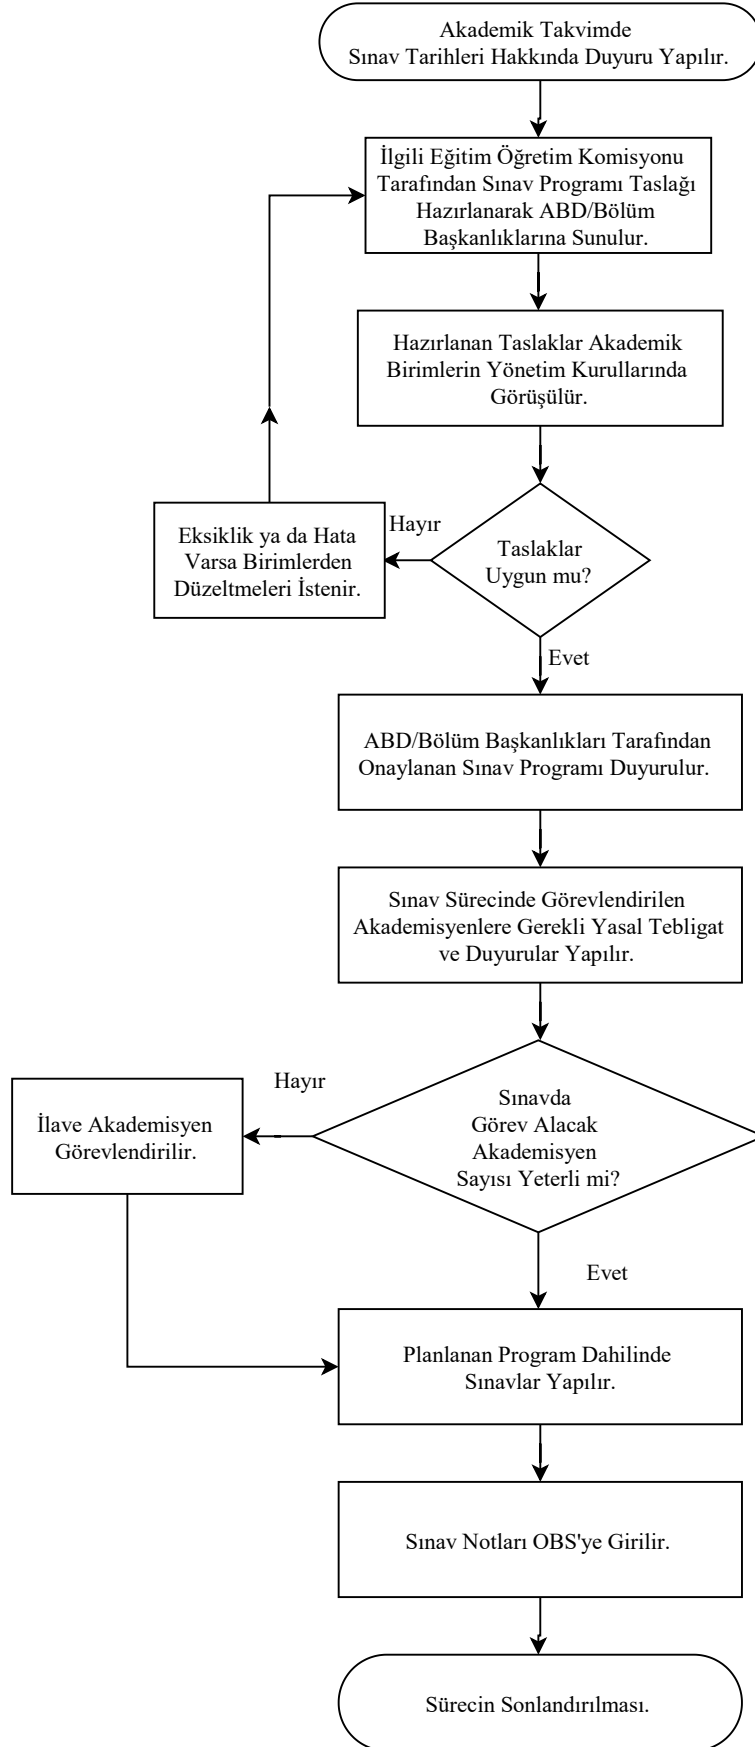 Akademik Takvimde
Sınav Tarihleri Hakkında Duyuru Yapılır.
İlgili Eğitim Öğretim Komisyonu
Tarafından Sınav Programı Taslağı
Hazırlanarak ABD/Bölüm
Başkanlıklarına Sunulur.
Hazırlanan Taslaklar Akademik
Birimlerin Yönetim Kurullarında
Görüşülür.
Taslaklar
Uygun mu?
Hayır
Eksiklik ya da Hata
Varsa Birimlerden
Düzeltmeleri İstenir.
Evet
ABD/Bölüm Başkanlıkları Tarafından
Onaylanan Sınav Programı Duyurulur.
Sınav Sürecinde Görevlendirilen
Akademisyenlere Gerekli Yasal Tebligat
ve Duyurular Yapılır.
Sınavda
Görev Alacak
Akademisyen
Sayısı Yeterli mi?
Hayır
İlave Akademisyen
Görevlendirilir.
Evet
Planlanan Program Dahilinde
Sınavlar Yapılır.
Sınav Notları OBS'ye Girilir.
Sürecin Sonlandırılması.